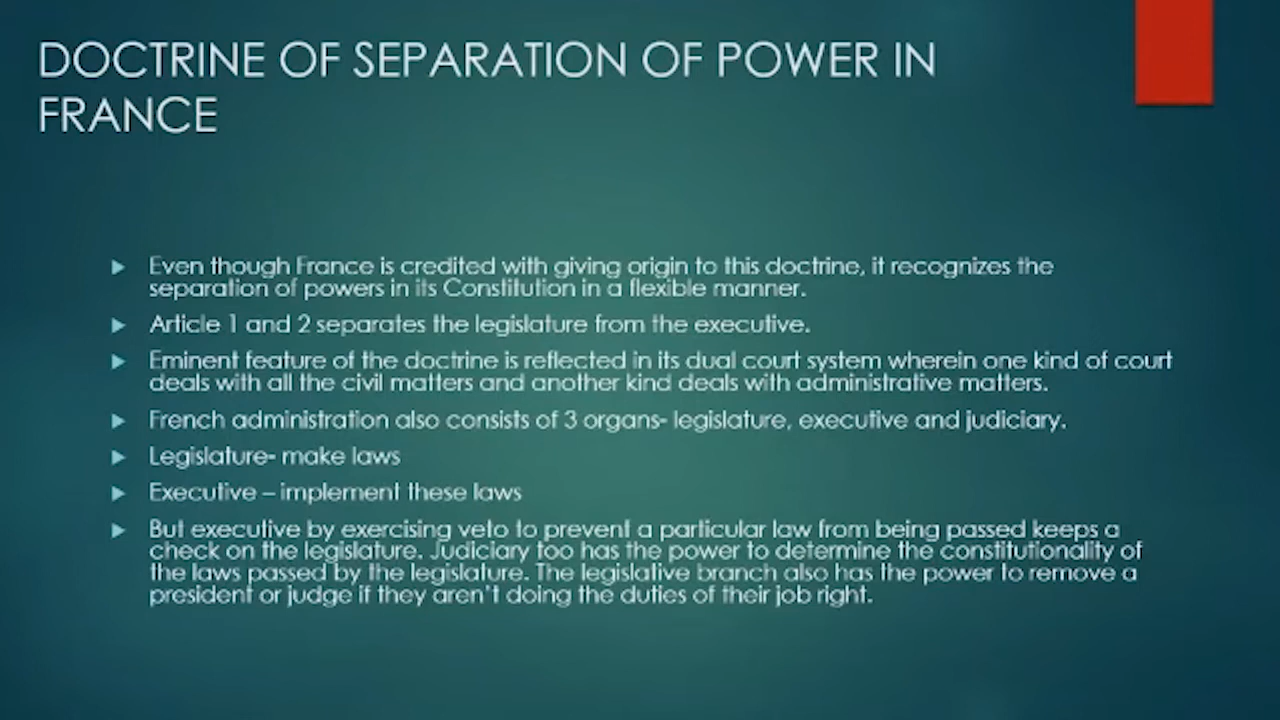 DOCTRINE OF SEPARATION OF POWER IN
FRANCE
Even though France is credited with giving origin to this doctrine, it recognizes the
separation of powers in its Constitution in a flexible manner.
Article 1 and 2 separates the legislature from the executive.
Eminent feature of the doctrine is reflected in its dual court system wherein one kind of court
deals with all the civil matters and another kind deals with administrative matters.
French administration also consists of 3 organs- legislature, executive and judiciary.
Legislature- make laws
Executive – implement these laws
But executive by exercising veto to prevent a particular law from being passed keeps a
check on the legislature. Judiciary too has the power to determine the constitutionality of
the laws passed by the legislature. The legislative branch also has the power to remove a
president or judge if they aren't doing the duties of their job right.